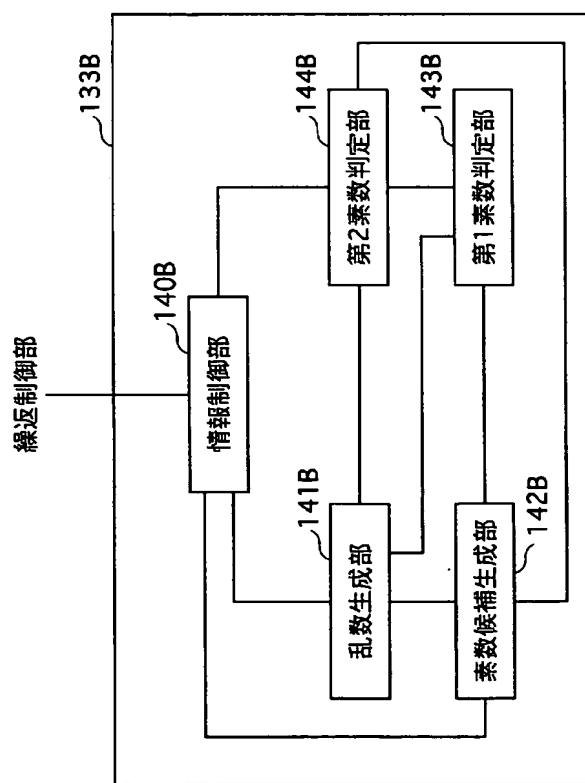 繰返制御部
133B
140B
情報制御部
141B
乱数生成部
144B
第2素数判定部
142B
素数候補生成部
143B
第1素数判定部